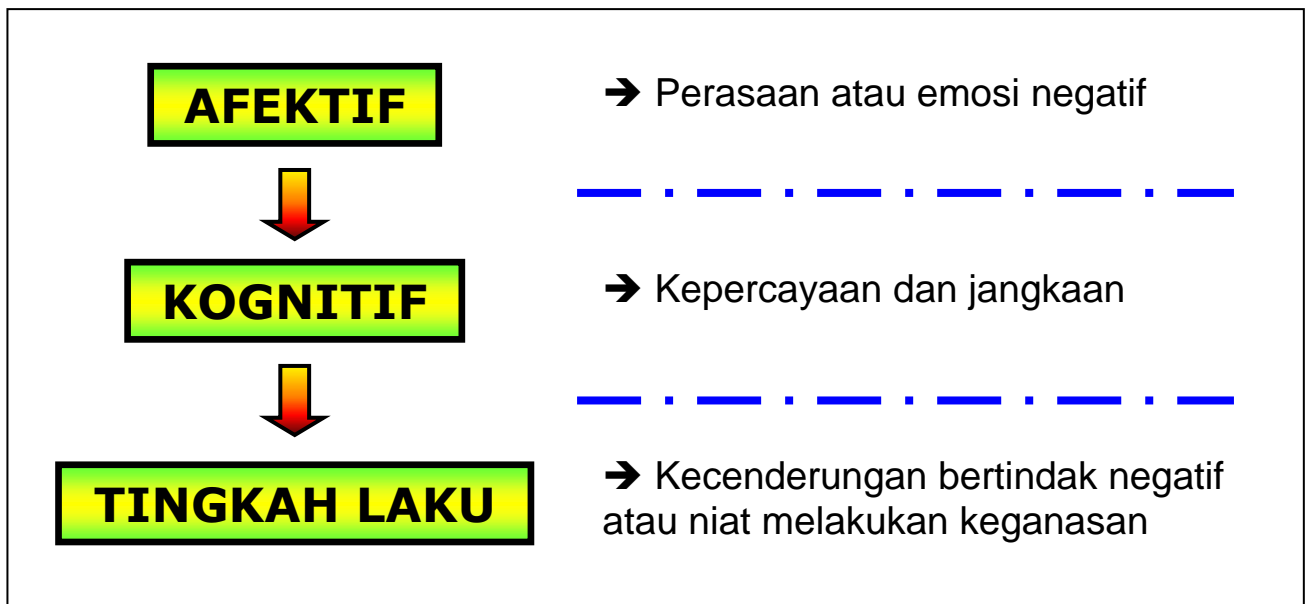 AFEKTIF
➔ Perasaan atau emosi negatif
KOGNITIF
➔ Kepercayaan dan jangkaan
TINGKAH LAKU
➔ Kecenderungan bertindak negatif
atau niat melakukan keganasan